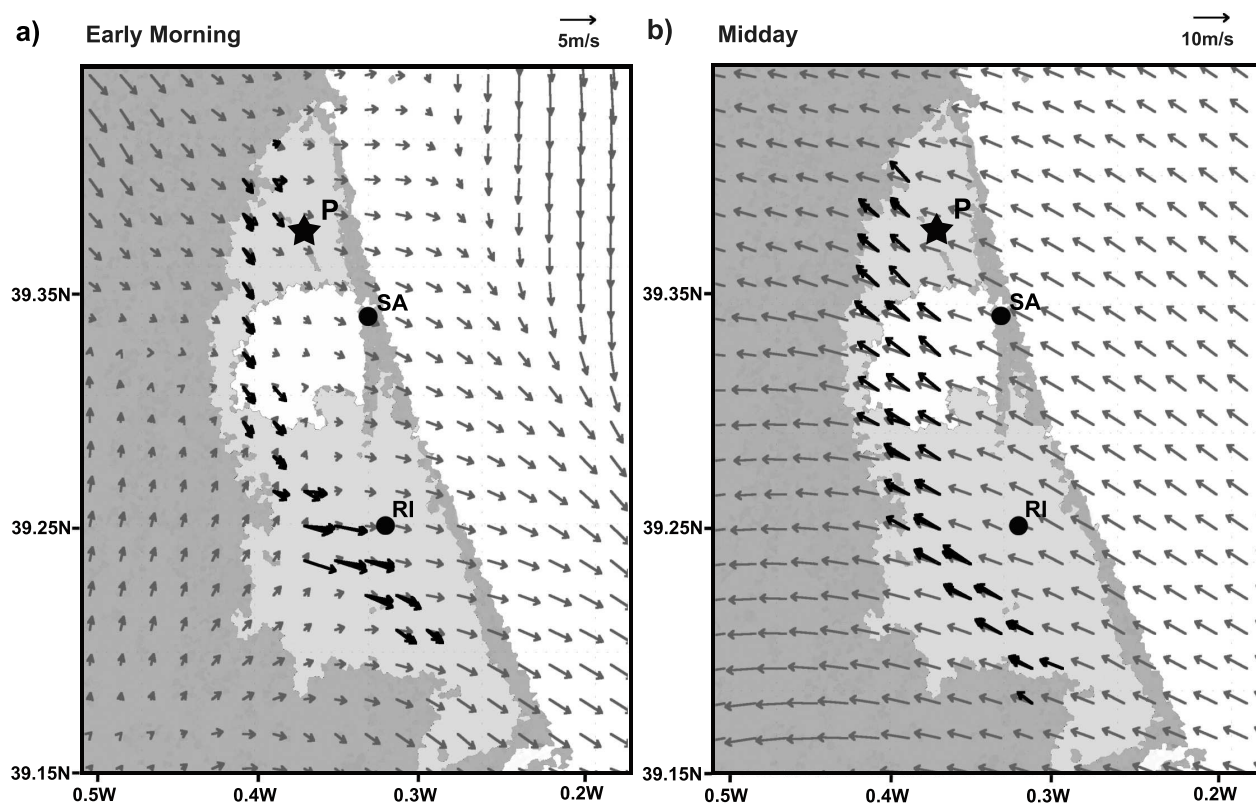 a) Early Morning
5m/s
b) Midday
10m/s
P
P
SA
SA
RI
RI
39.35N
39.25N
39.15N
39.35N
39.25N
39.15N
0.5W 0.4W 0.3W 0.2W
0.5W 0.4W 0.3W 0.2W